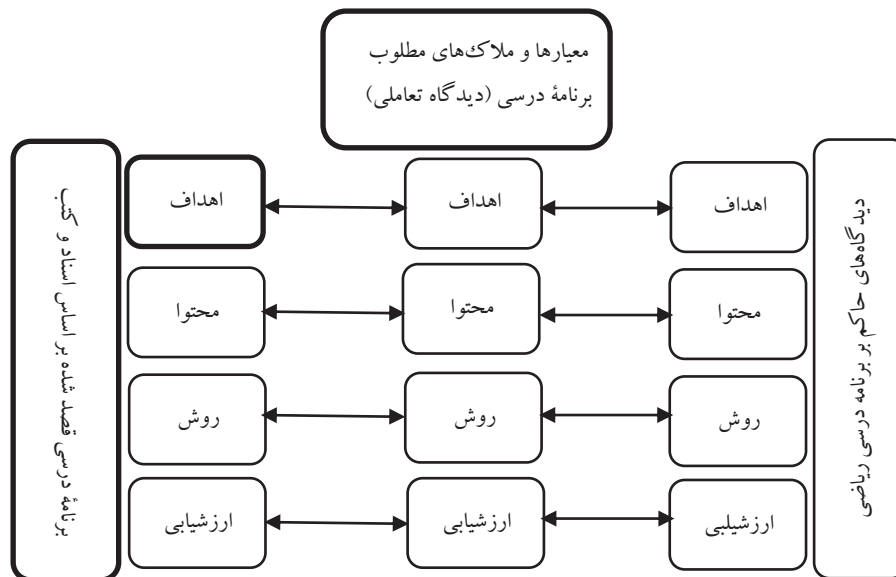 معیارها و ملاک‌های مطلوب
برنامهٔ درسی (دیدگاه تعاملی)
دیدگاه‌های حاکم بر برنامه درسی ریاضی
اهداف
اهداف
اهداف
محتوا
محتوا
محتوا
روش
روش
روش
ارزشیلبی
ارزشیابی
ارزشیابی
برنامهٔ درسی قصد شده بر اساس اسناد و کتب